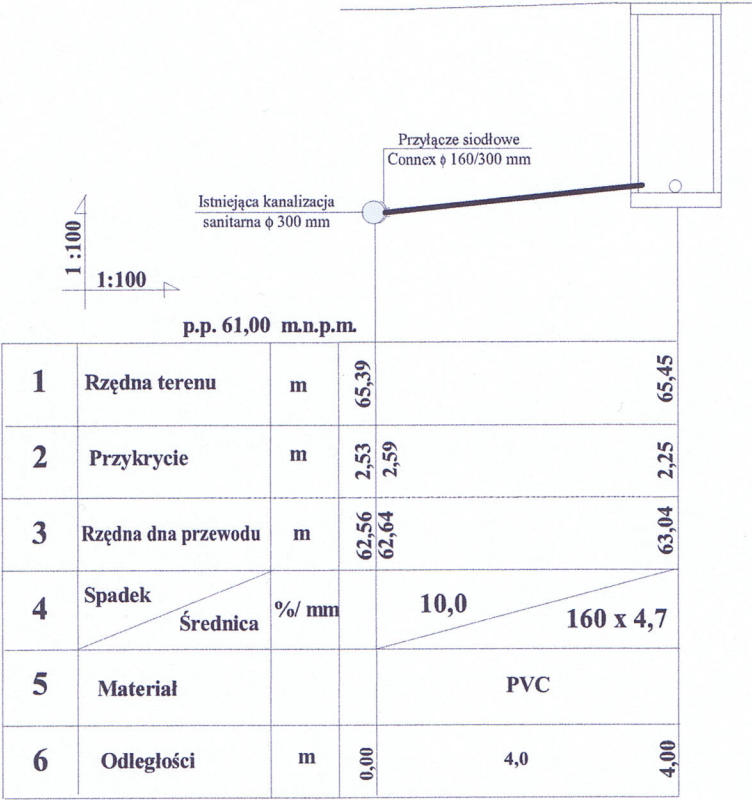 Przyłącze siodłowe
Connex ϕ 160/300 mm
Istniejąca kanalizacja
sanitarna ϕ 300 mm
1:100
1:100
p.p. 61,00 m.n.p.m.
1 Rzędna terenu m 65,39 65,45
2 Przykrycie m 2,53 2,59 2,25
3 Rzędna dna przewodu m 62,56 62,64 63,04
4 Spadek Średnica %/ mm 10,0 160 x 4,7
5 Materiał PVC
6 Odległości m 0,00 4,0 4,00